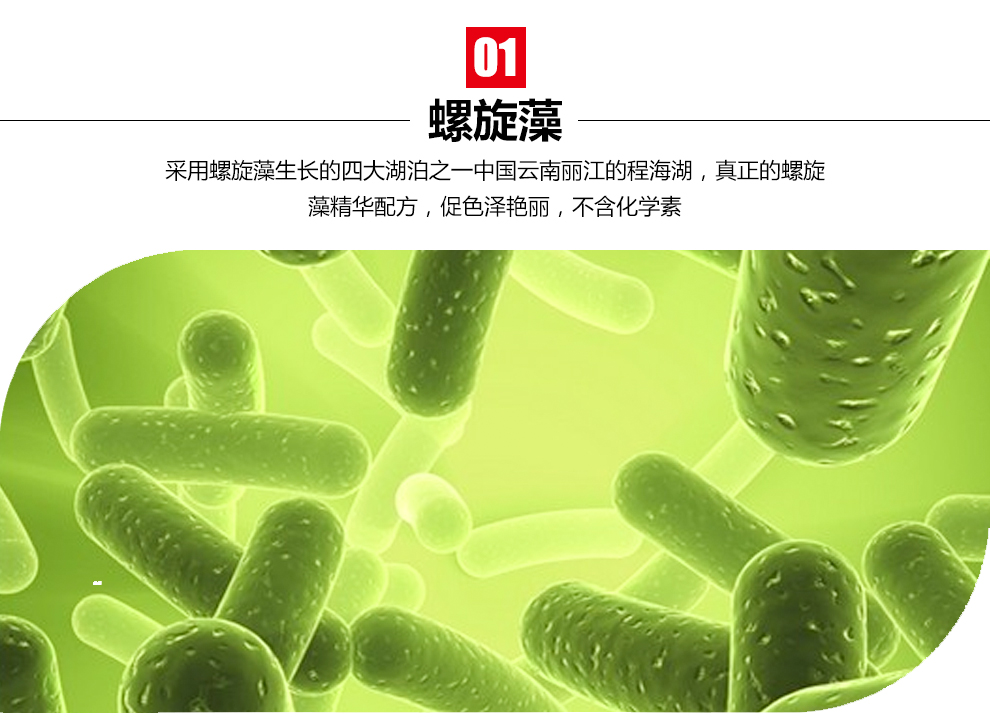 01
螺旋藻
采用螺旋藻生长的四大湖泊之一中国云南丽江的程海湖，真正的螺旋
藻精华配方，促色泽艳丽，不含化学素